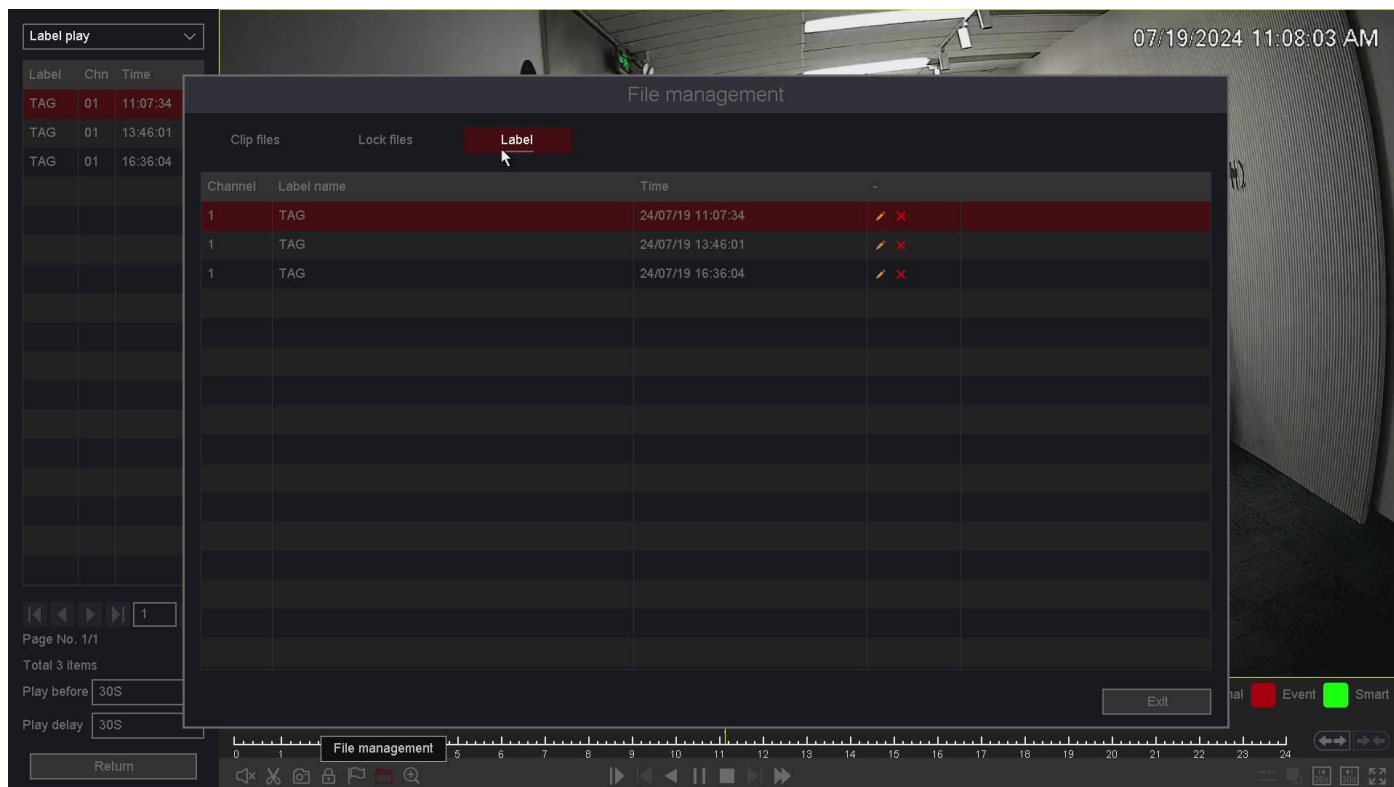 Label play
07/19/2024 11:08:03 AM
Label Chn Time
TAG 01 11:07:34
TAG 01 13:46:01
TAG 01 16:36:04
File management
Clip files Lock files Label
Channel Label name Time -
1 TAG 24/07/19 11:07:34
1 TAG 24/07/19 13:46:01
1 TAG 24/07/19 16:36:04
1
Page No. 1/1
Total 3 items
Play before 30S
Play delay 30S
Return
Exit
Event Smart
File management
0 1 5 6 7 8 9 10 11 12 13 14 15 16 17 18 19 20 21 22 23 24
30s 30s